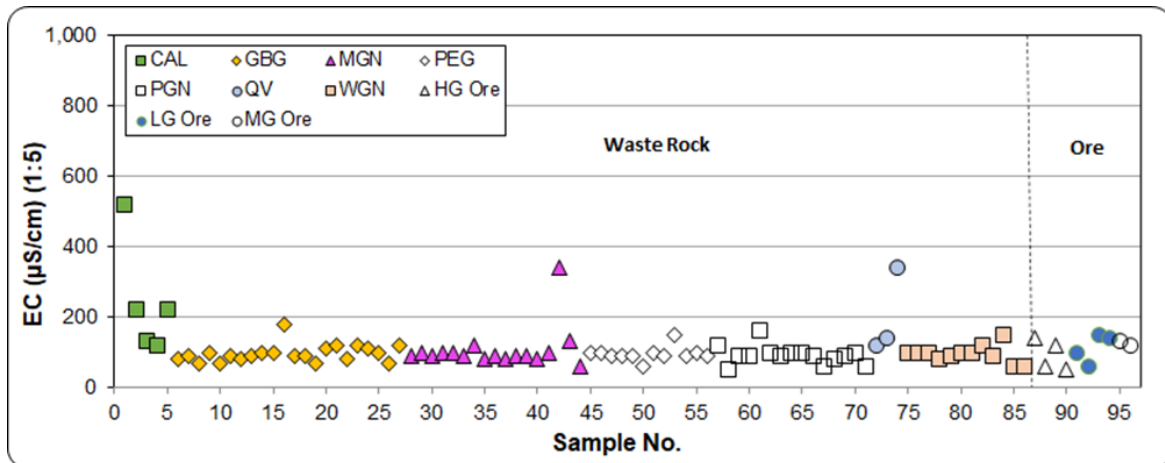 1,000
800
600
400
200
0
EC (µS/cm) (1:5)
CAL GBG MGN PEG
PGN QV WGN HG Ore
LG Ore MG Ore
Waste Rock Ore
0 5 10 15 20 25 30 35 40 45 50 55 60 65 70 75 80 85 90 95
Sample No.